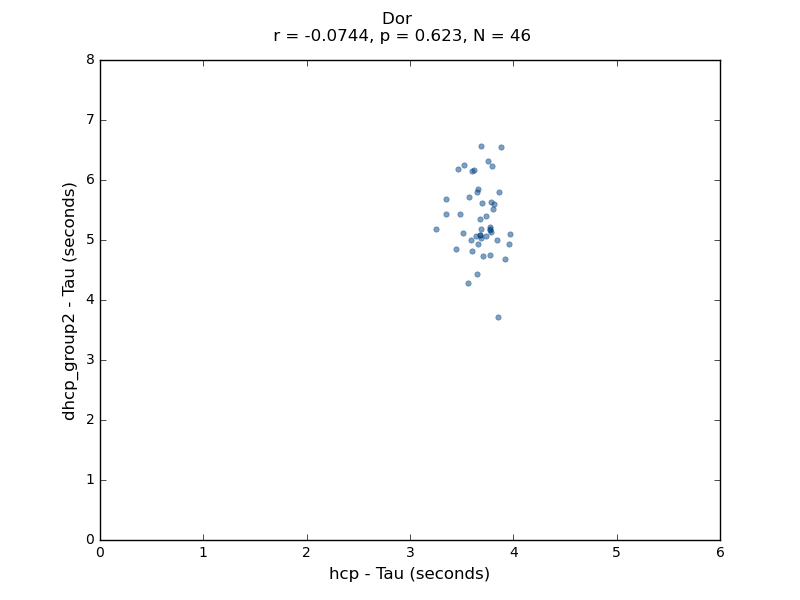 Dor
r = -0.0744, p = 0.623, N = 46
8
7
6
5
4
3
2
1
0
dhcp_group2 - Tau (seconds)
0 1 2 3 4 5 6
hcp - Tau (seconds)